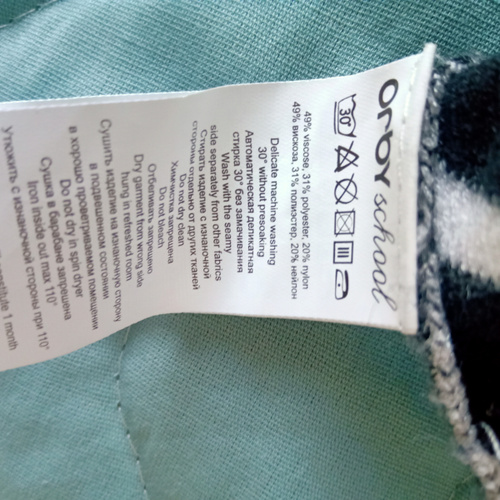 orby school
49% viscose, 31% polyester, 20% nylon
49% вискоза, 31% полиэстер, 20% нейлон
30°
Delicate machine washing
30° without presoaking
Автоматическая деликатная
стирка 30° без замачивания
Wash with the seamy
side separately from other fabrics
Стирать изделие с изнаночной
стороны отдельно от других тканей
Do not dry clean
Химчистка запрещена
Do not bleach
Отбеливать запрещено
Dry garment from wrong side
hung in refreshed room
Сушить изделие на изнаночную сторону
в подвешенном состоянии
в хорошо проветриваемом помещении
Do not dry in spin dryer
Сушка в барабане запрещена
Iron inside out max 110°
Утюжить с изнаночной стороны при 110°
constitute 1 month